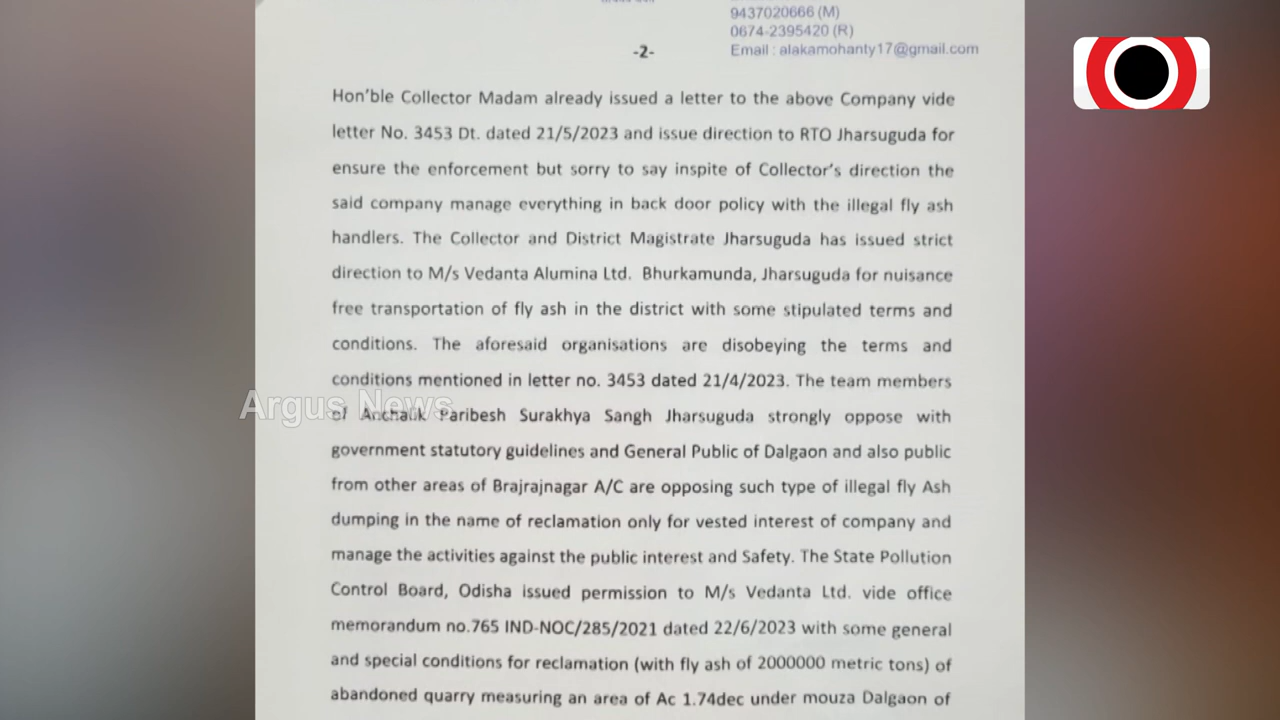 9437020666 (M)
0674-2395420 (R)
-2-
Email : alakamohanty17@gmail.com
Hon'ble Collector Madam already issued a letter to the above Company vide
letter No. 3453 Dt. dated 21/5/2023 and issue direction to RTO Jharsuguda for
ensure the enforcement but sorry to say inspite of Collector's direction the
said company manage everything in back door policy with the illegal fly ash
handlers. The Collector and District Magistrate Jharsuguda has issued strict
direction to M/s Vedanta Alumina Ltd. Bhurkamunda, Jharsuguda for nuisance
free transportation of fly ash in the district with some stipulated terms and
conditions. The aforesaid organisations are disobeying the terms and
conditions mentioned in letter no. 3453 dated 21/4/2023. The team members
Argus News
of Anchalik Paribesh Surakhya Sangh Jharsuguda strongly oppose with
government statutory guidelines and General Public of Dalgaon and also public
from other areas of Brajrajnagar A/C are opposing such type of illegal fly Ash
dumping in the name of reclamation only for vested interest of company and
manage the activities against the public interest and Safety. The State Pollution
Control Board, Odisha issued permission to M/s Vedanta Ltd. vide office
memorandum no.765 IND-NOC/285/2021 dated 22/6/2023 with some general
and special conditions for reclamation (with fly ash of 2000000 metric tons) of
abandoned quarry measuring an area of Ac 1.74dec under mouza Dalgaon of